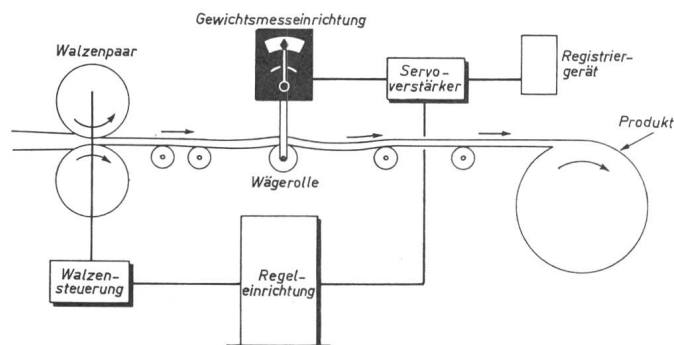 Gewichtsmesseinrichtung
Walzenpaar
Servo-
verstärker
Registrier-
gerät
Produkt
Wägerolle
Walzen-
steuerung
Regel-
einrichtung